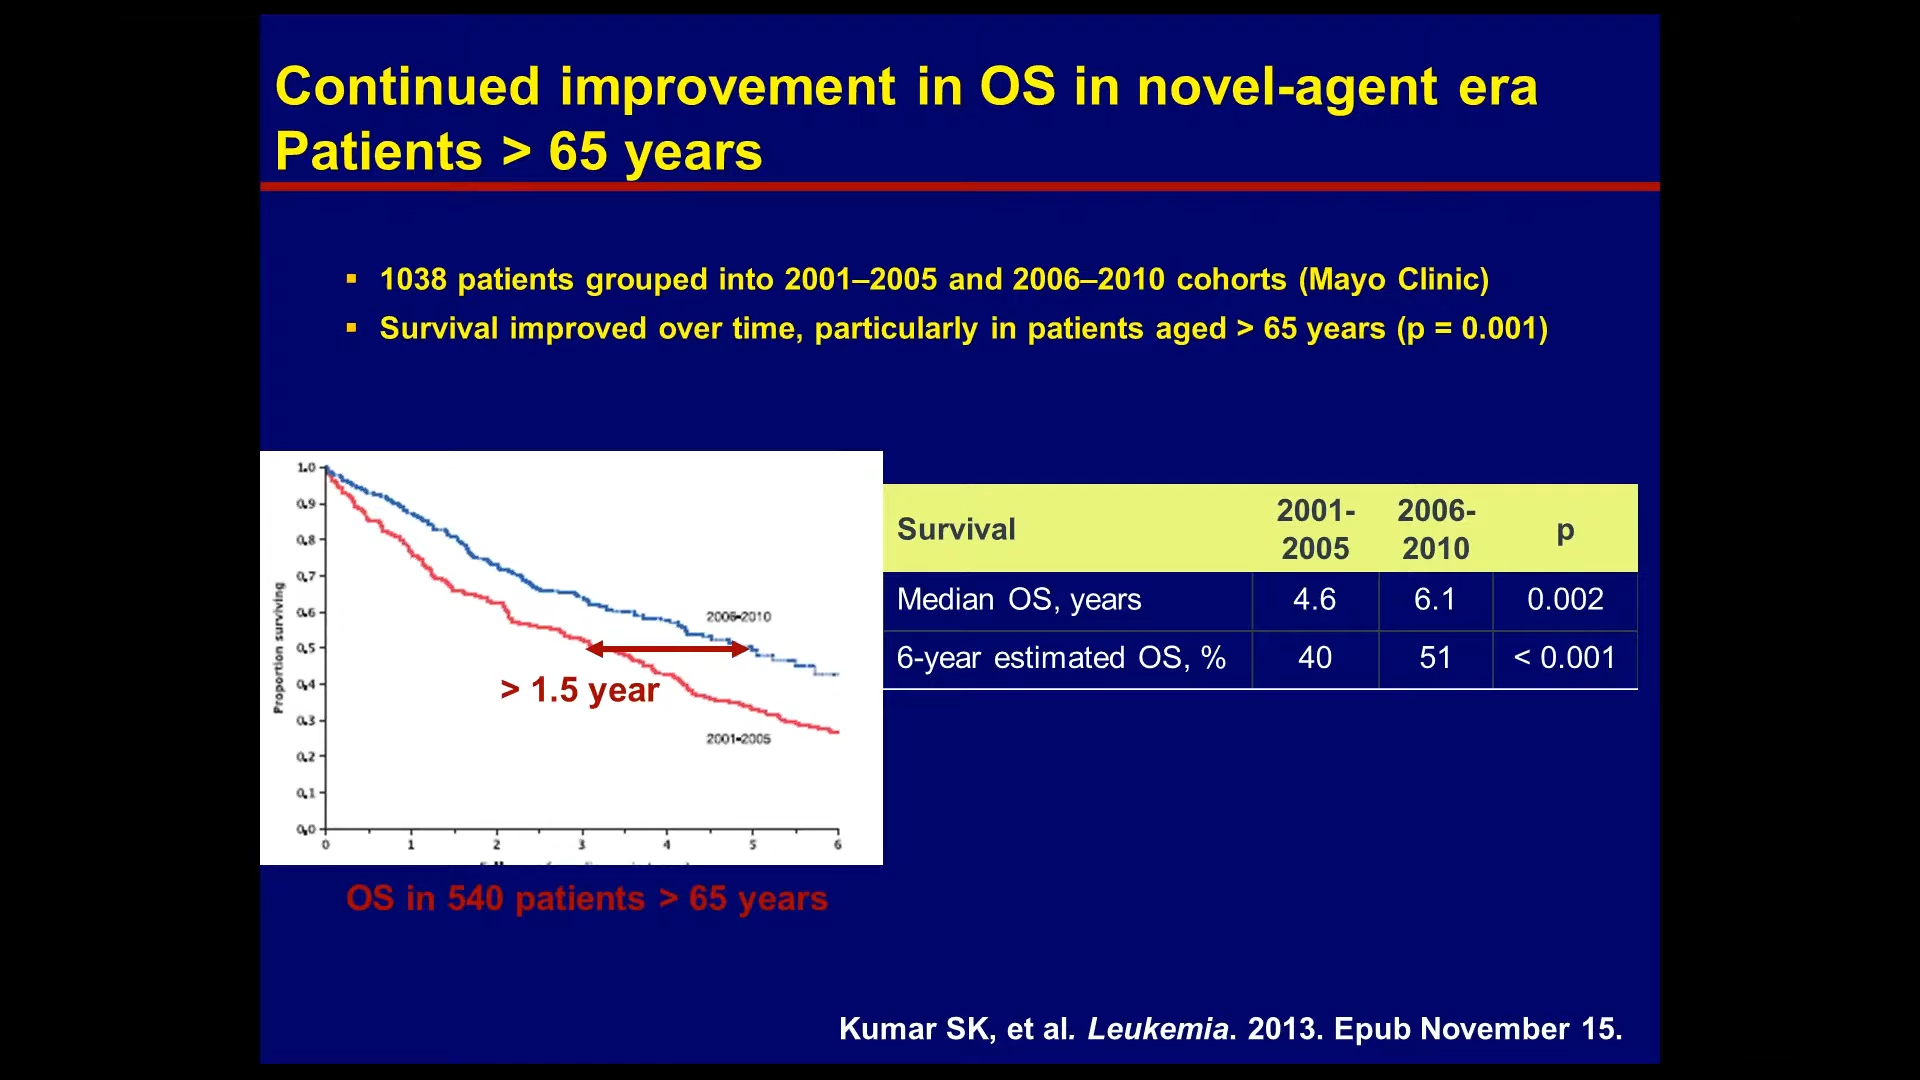 Continued improvement in OS in novel-agent era
Patients > 65 years
▪ 1038 patients grouped into 2001–2005 and 2006–2010 cohorts (Mayo Clinic)
▪ Survival improved over time, particularly in patients aged > 65 years (p = 0.001)
Proportion surviving
1.0
0.9
0.8
0.7
0.6
0.5
0.4
0.3
0.2
0.1
0.0
0 1 2 3 4 5 6
2006-2010
> 1.5 year
2001-2005
OS in 540 patients > 65 years
Survival 2001-2005 2006-2010 p
Median OS, years 4.6 6.1 0.002
6-year estimated OS, % 40 51 < 0.001
Kumar SK, et al. Leukemia. 2013. Epub November 15.